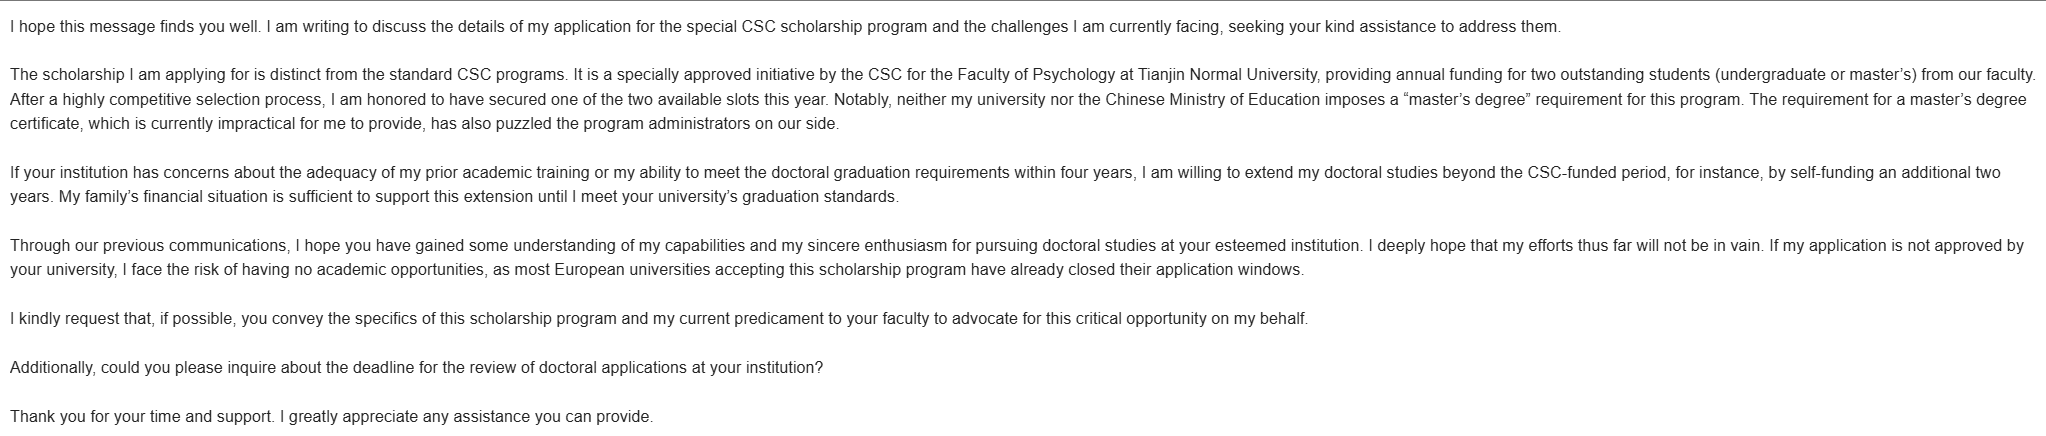 I hope this message finds you well. I am writing to discuss the details of my application for the special CSC scholarship program and the challenges I am currently facing, seeking your kind assistance to address them.
The scholarship I am applying for is distinct from the standard CSC programs. It is a specially approved initiative by the CSC for the Faculty of Psychology at Tianjin Normal University, providing annual funding for two outstanding students (undergraduate or master’s) from our faculty.
After a highly competitive selection process, I am honored to have secured one of the two available slots this year. Notably, neither my university nor the Chinese Ministry of Education imposes a “master’s degree” requirement for this program. The requirement for a master’s degree
certificate, which is currently impractical for me to provide, has also puzzled the program administrators on our side.
If your institution has concerns about the adequacy of my prior academic training or my ability to meet the doctoral graduation requirements within four years, I am willing to extend my doctoral studies beyond the CSC-funded period, for instance, by self-funding an additional two
years. My family’s financial situation is sufficient to support this extension until I meet your university’s graduation standards.
Through our previous communications, I hope you have gained some understanding of my capabilities and my sincere enthusiasm for pursuing doctoral studies at your esteemed institution. I deeply hope that my efforts thus far will not be in vain. If my application is not approved by
your university, I face the risk of having no academic opportunities, as most European universities accepting this scholarship program have already closed their application windows.
I kindly request that, if possible, you convey the specifics of this scholarship program and my current predicament to your faculty to advocate for this critical opportunity on my behalf.
Additionally, could you please inquire about the deadline for the review of doctoral applications at your institution?
Thank you for your time and support. I greatly appreciate any assistance you can provide.